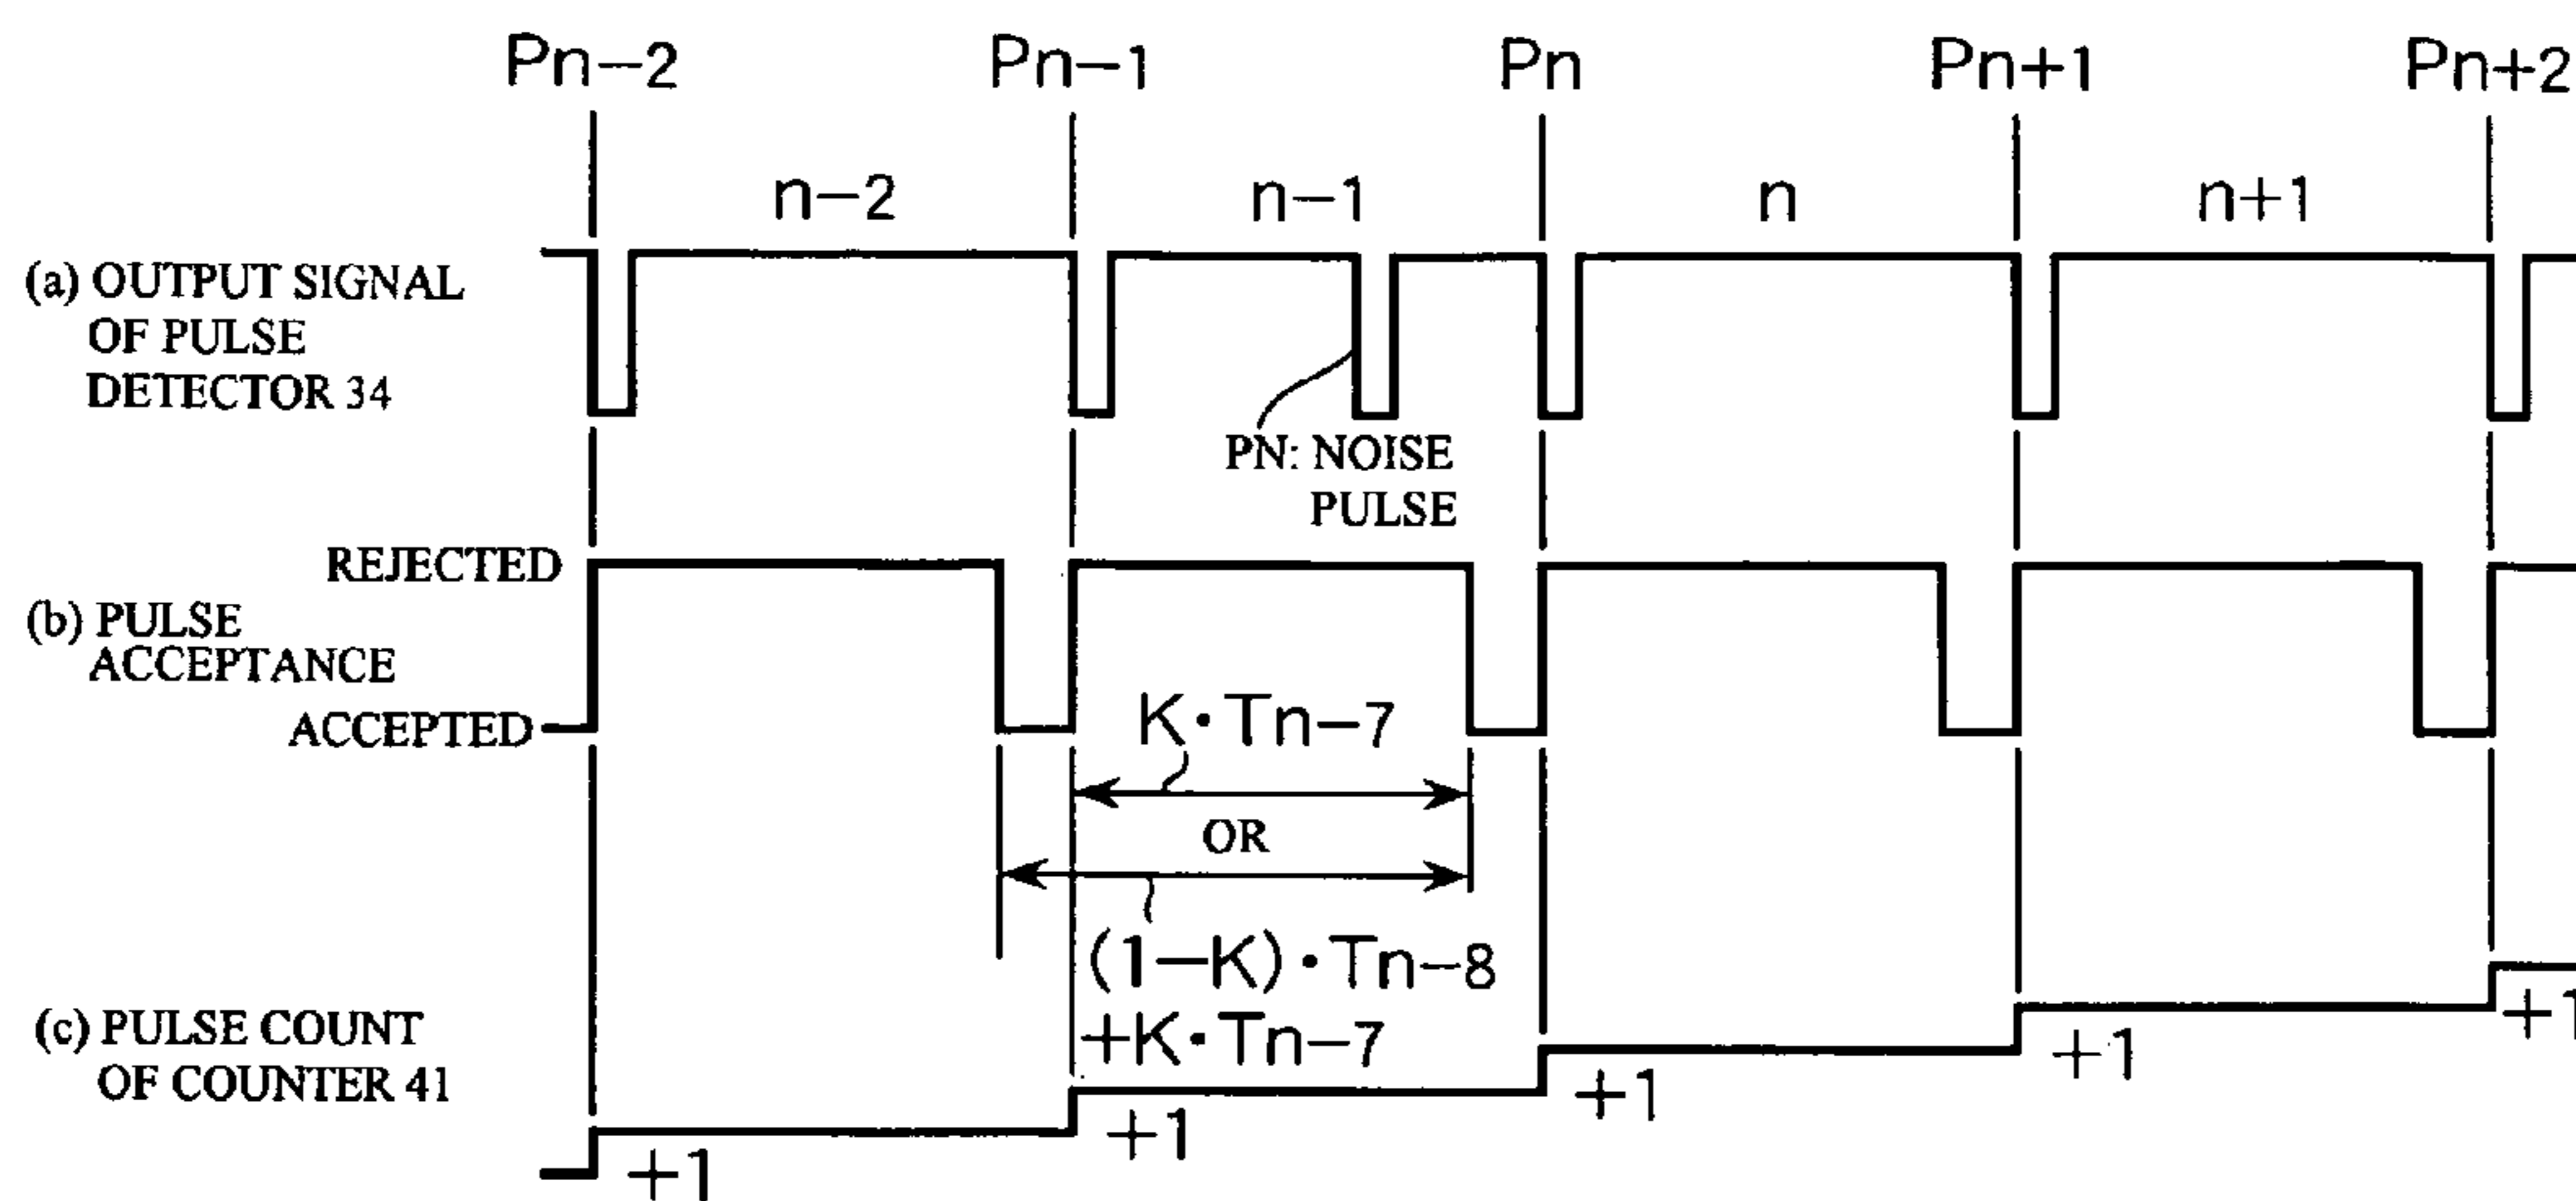 Pn-2 Pn-1 Pn Pn+1 Pn+2
n-2 n-1 n n+1
(a) OUTPUT SIGNAL
OF PULSE
DETECTOR 34
PN: NOISE
PULSE
REJECTED
(b) PULSE
ACCEPTANCE
ACCEPTED
K·Tn-7
OR
(1-K)·Tn-8
+K·Tn-7
(c) PULSE COUNT
OF COUNTER 41
+1 +1 +1 +1 +1